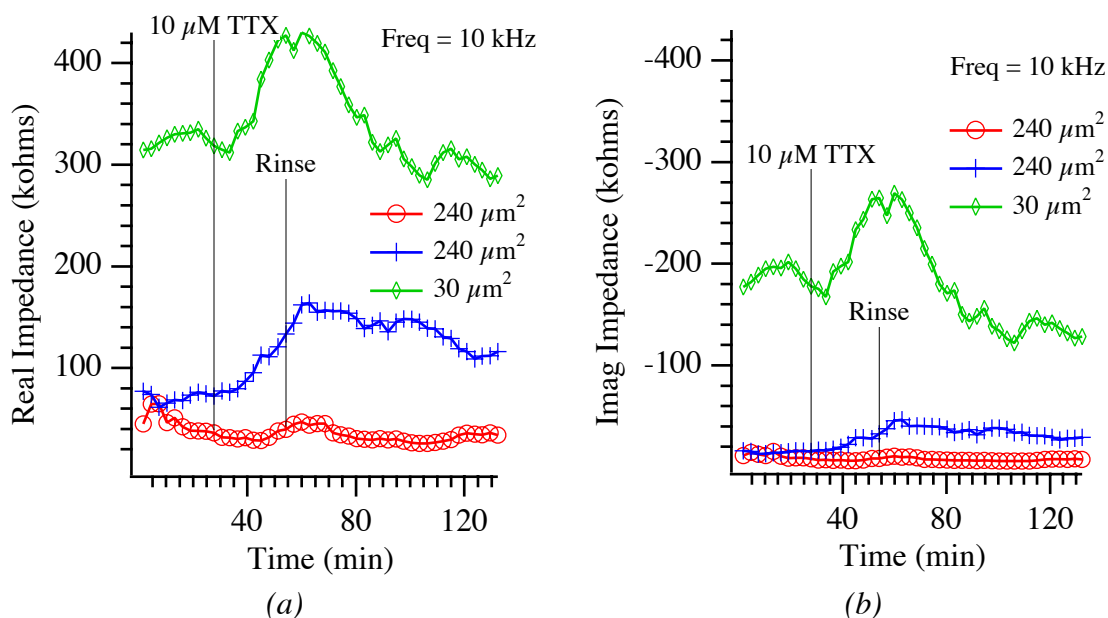 10 µM TTX
Freq = 10 kHz
400
300
200
100
Real Impedance (kohms)
Rinse
240 µm²
240 µm²
30 µm²
40
80
120
Time (min)
(a)
-400
-300
-200
-100
Imag Impedance (kohms)
Freq = 10 kHz
240 µm²
240 µm²
30 µm²
10 µM TTX
Rinse
40
80
120
Time (min)
(b)